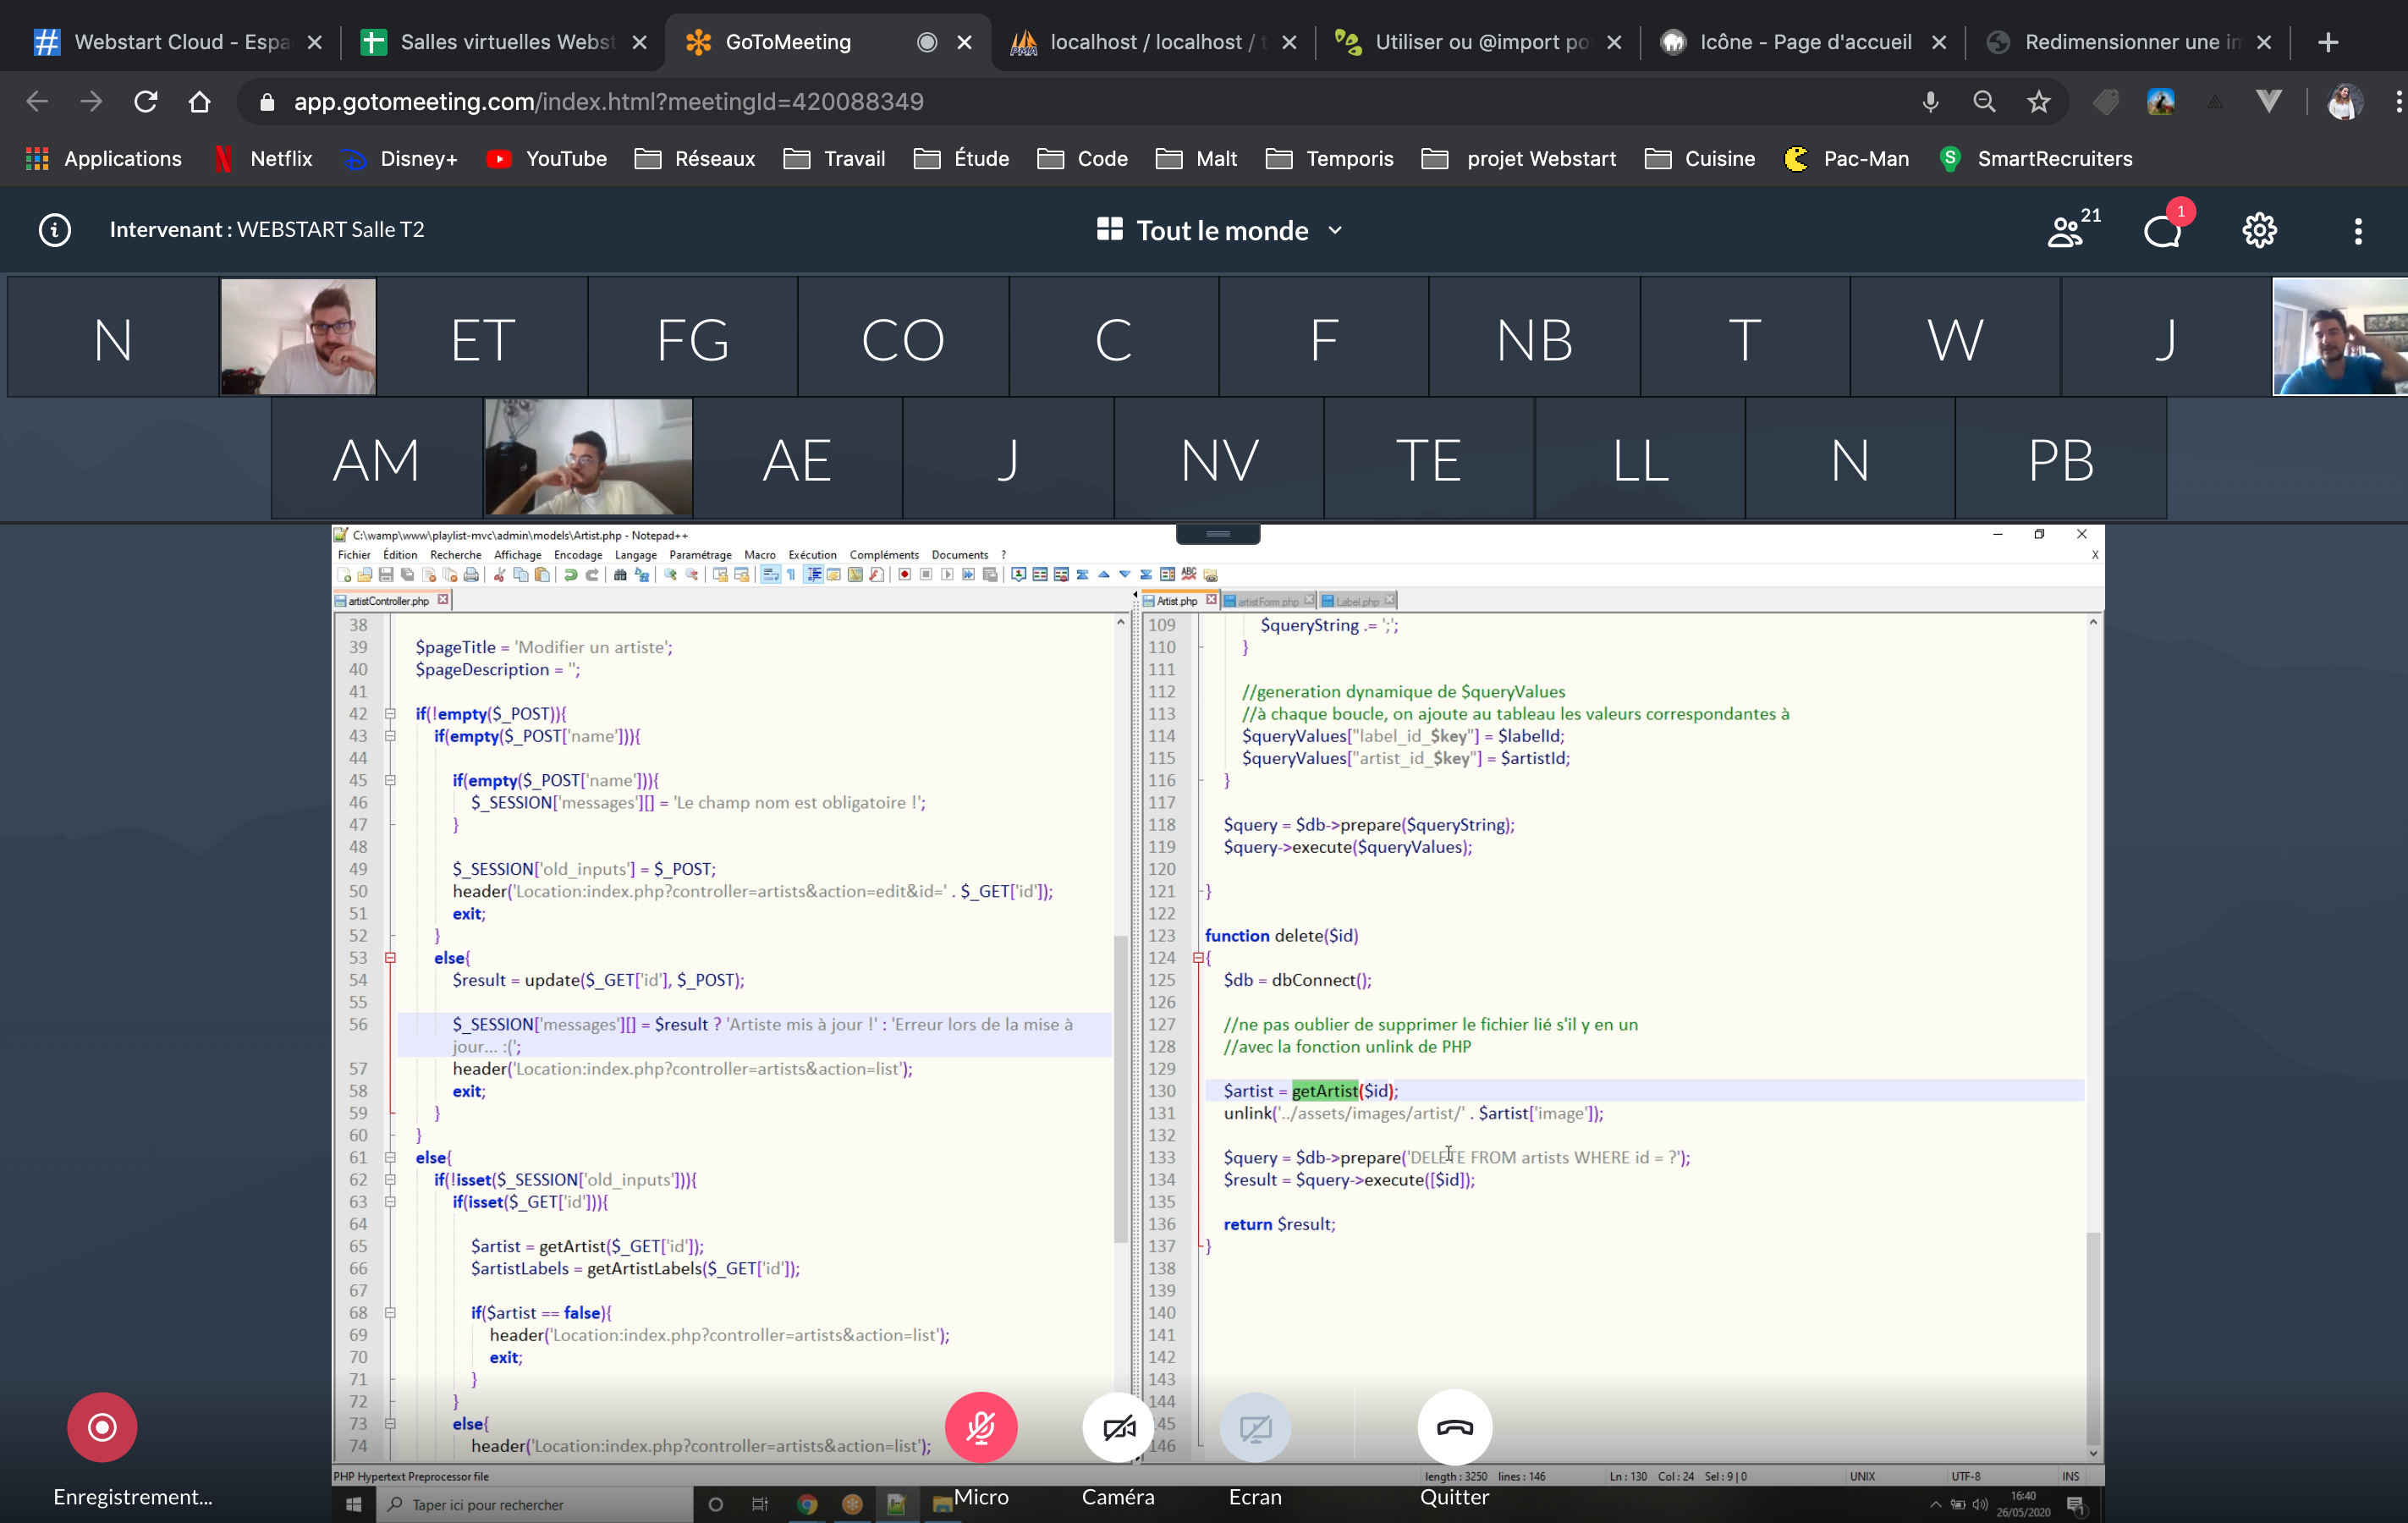 Webstart Cloud - Espa
Salles virtuelles Webst
GoToMeeting
localhost / localhost / t
Utiliser ou @import po
Icône - Page d'accueil
Redimensionner une in
app.gotomeeting.com/index.html?meetingId=420088349
Applications
Netflix
Disney+
YouTube
Réseaux
Travail
Étude
Code
Malt
Temporis
projet Webstart
Cuisine
Pac-Man
SmartRecruiters
Intervenant : WEBSTART Salle T2
Tout le monde
21
1
N
ET
FG
CO
C
F
NB
T
W
J
AM
AE
J
NV
TE
LL
N
PB
C:\wamp\www\playlist-mvc\admin\models\Artist.php - Notepad++
Fichier Édition Recherche Affichage Encodage Langage Paramétrage Macro Exécution Compléments Documents ?
X
artistController.php
38
39 $pageTitle = 'Modifier un artiste';
40 $pageDescription = '';
41
42 if(!empty($_POST)){
43 if(empty($_POST['name'])){
44
45 if(empty($_POST['name'])){
46 $_SESSION['messages'][] = 'Le champ nom est obligatoire !';
47 }
48
49 $_SESSION['old_inputs'] = $_POST;
50 header('Location:index.php?controller=artists&action=edit&id=' . $_GET['id']);
51 exit;
52 }
53 else{
54 $result = update($_GET['id'], $_POST);
55
56 $_SESSION['messages'][] = $result ? 'Artiste mis à jour !' : 'Erreur lors de la mise à
jour... :(';
57 header('Location:index.php?controller=artists&action=list');
58 exit;
59 }
60 }
61 else{
62 if(!isset($_SESSION['old_inputs'])){
63 if(isset($_GET['id'])){
64
65 $artist = getArtist($_GET['id']);
66 $artistLabels = getArtistLabels($_GET['id']);
67
68 if($artist == false){
69 header('Location:index.php?controller=artists&action=list');
70 exit;
71 }
72 }
73 else{
74 header('Location:index.php?controller=artists&action=list');
Artist.php
artistForm.php
Label.php
109 $queryString .= ';';
110 }
111
112 //generation dynamique de $queryValues
113 //à chaque boucle, on ajoute au tableau les valeurs correspondantes à
114 $queryValues["label_id_$key"] = $labelId;
115 $queryValues["artist_id_$key"] = $artistId;
116 }
117
118 $query = $db->prepare($queryString);
119 $query->execute($queryValues);
120
121 }
122
123 function delete($id)
124 {
125 $db = dbConnect();
126
127 //ne pas oublier de supprimer le fichier lié s'il y en un
128 //avec la fonction unlink de PHP
129
130 $artist = getArtist($id);
131 unlink('../assets/images/artist/' . $artist['image']);
132
133 $query = $db->prepare('DELETE FROM artists WHERE id = ?');
134 $result = $query->execute([$id]);
135
136 return $result;
137 }
138
139
140
141
142
143
144
45
146
PHP Hypertext Preprocessor file
length : 3250 lines : 146
Ln : 130 Col : 24 Sel : 9 | 0
UNIX
UTF-8
INS
Taper ici pour rechercher
16:40
26/05/2020
Enregistrement...
Micro
Caméra
Ecran
Quitter